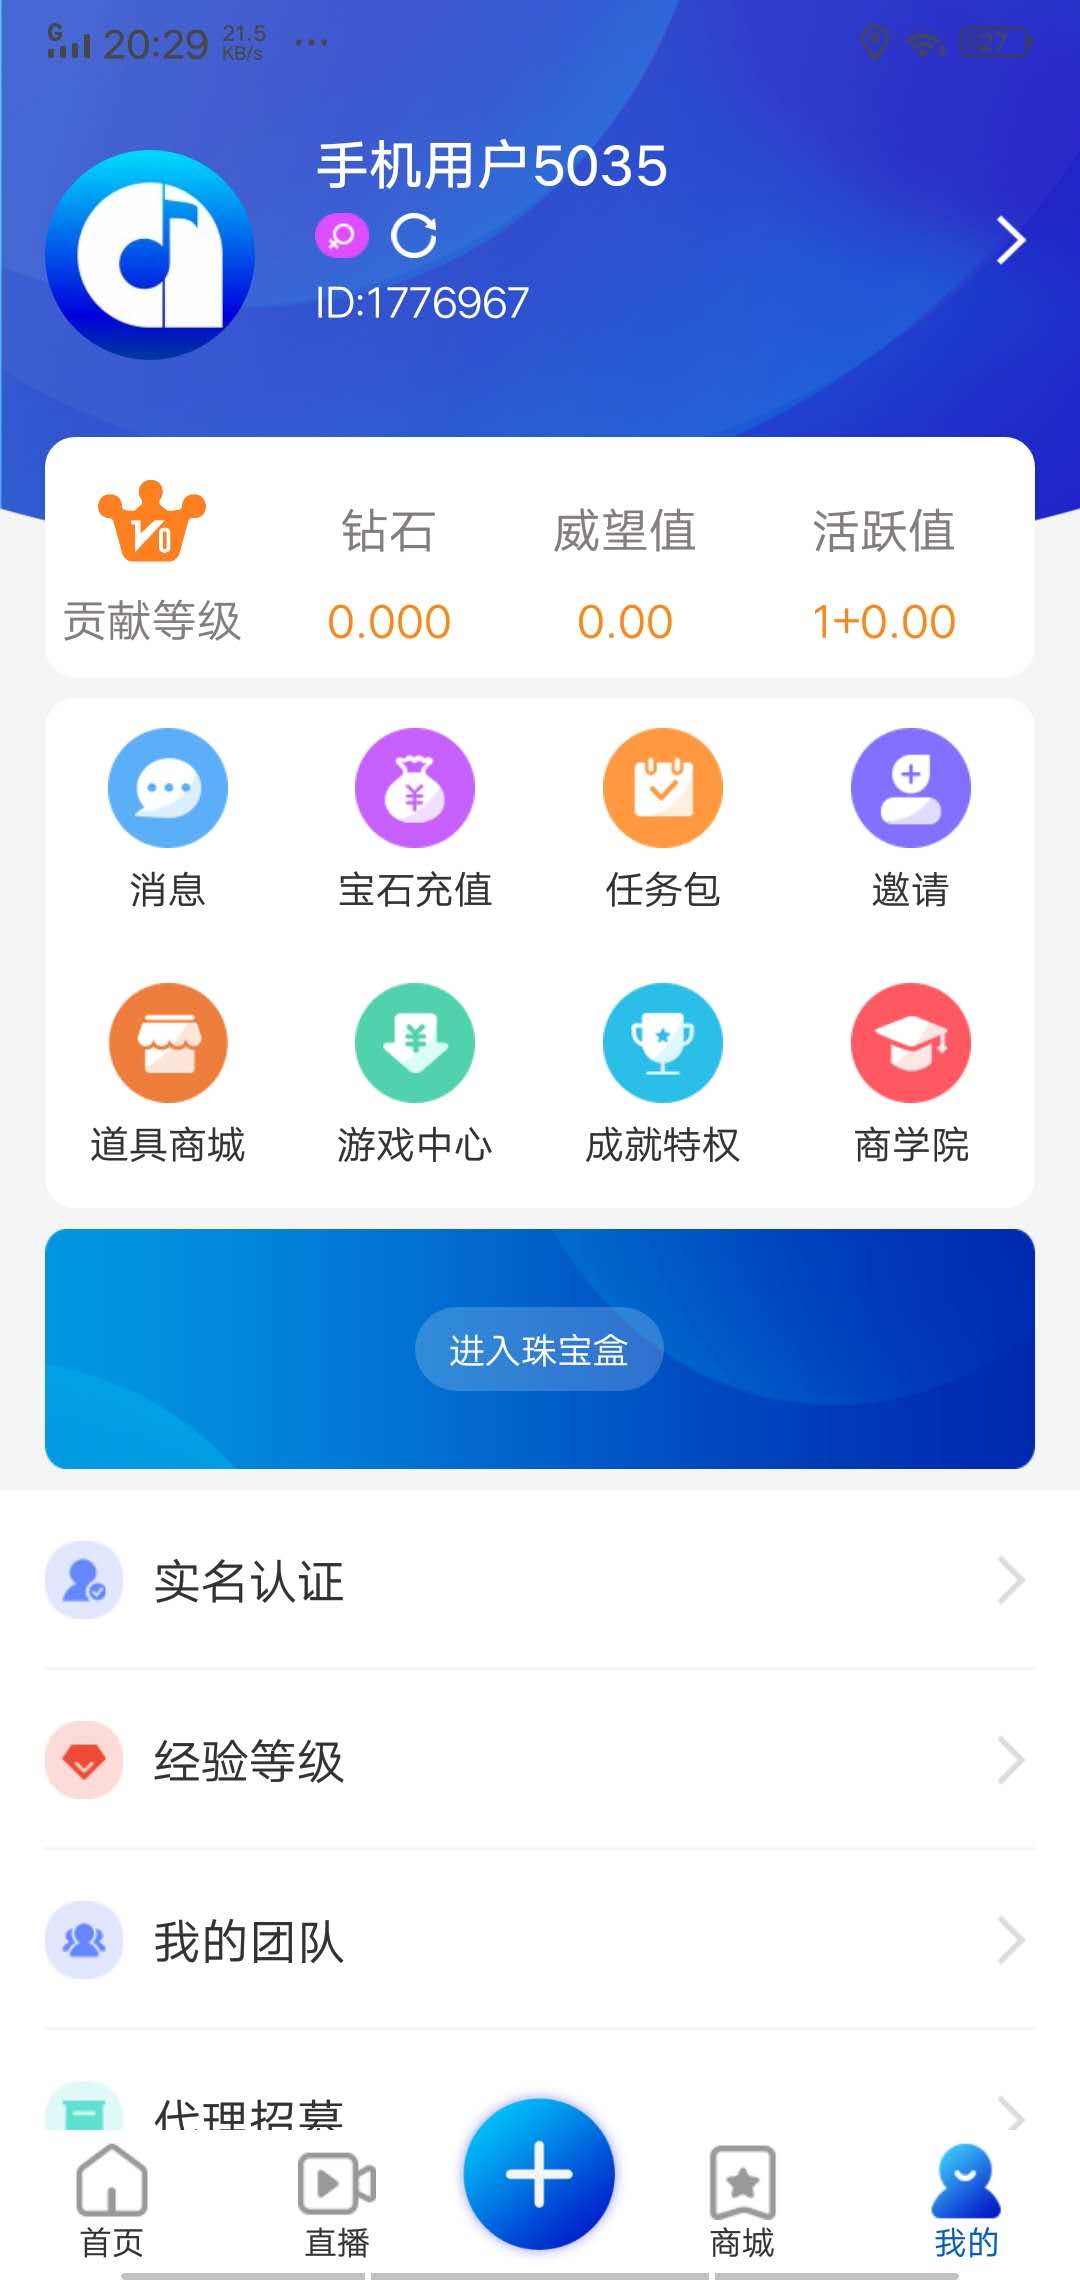 G 20:29 21.5 KB/s ...
27
手机用户5035
ID:1776967
V0
钻石 威望值 活跃值
贡献等级 0.000 0.00 1+0.00
消息 宝石充值 任务包 邀请
道具商城 游戏中心 成就特权 商学院
进入珠宝盒
实名认证
经验等级
我的团队
代理招募
首页 直播 商城 我的